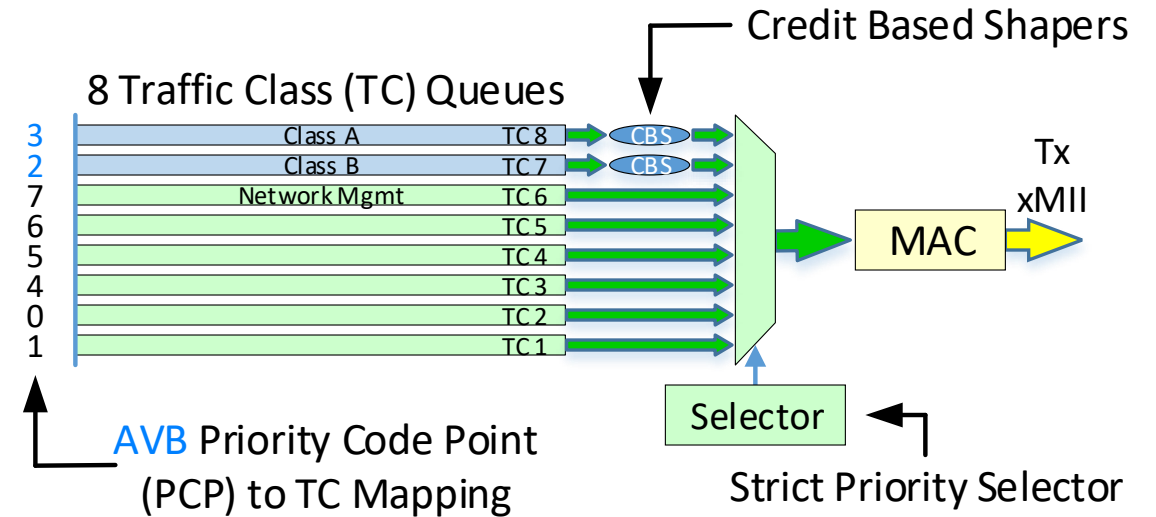 Credit Based Shapers
8 Traffic Class (TC) Queues
3 Class A TC 8 CBS
2 Class B TC 7 CBS
7 Network Mgmt TC 6
6 TC 5
5 TC 4
4 TC 3
0 TC 2
1 TC 1
Tx
xMII
MAC
Selector
AVB Priority Code Point
(PCP) to TC Mapping
Strict Priority Selector